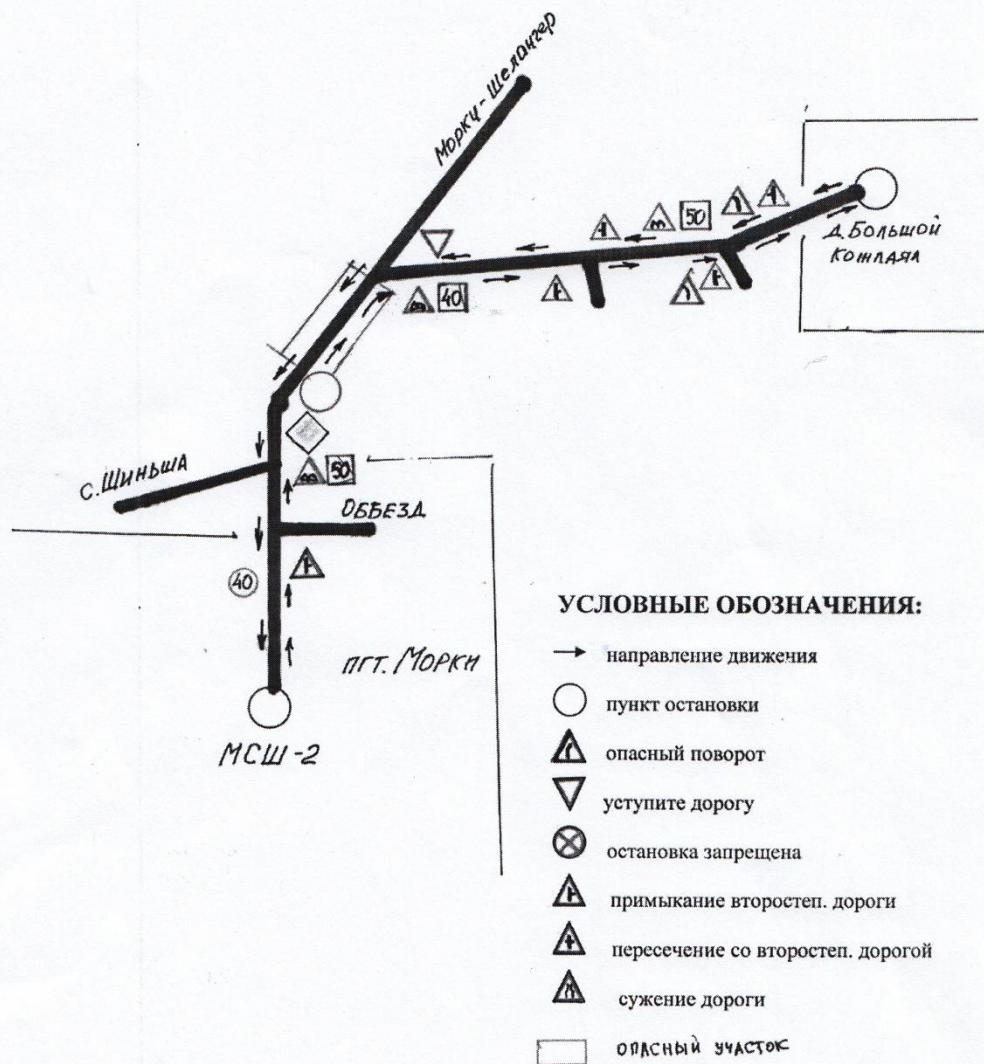 Морки-Шелангер
50
д. Большой
Кожлаял
40
с. Шиньша
50
Оббезд
40
пгт. Морки
МСШ-2
УСЛОВНЫЕ ОБОЗНАЧЕНИЯ:
направление движения
пункт остановки
опасный поворот
уступите дорогу
остановка запрещена
примыкание второстеп. дороги
пересечение со второстеп. дорогой
сужение дороги
опасный участок